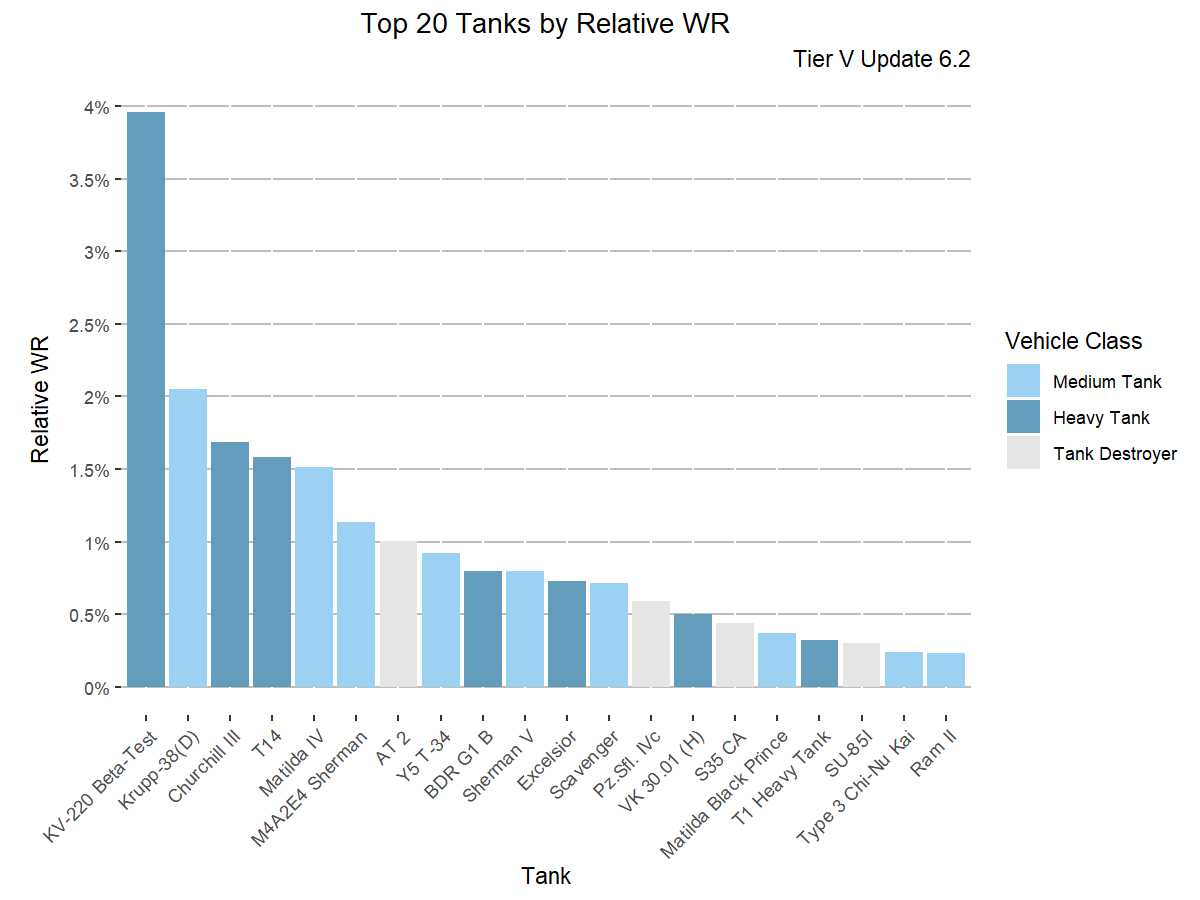 Top 20 Tanks by Relative WR
Tier V Update 6.2
4%
3.5%
3%
2.5%
2%
1.5%
1%
0.5%
0%
Relative WR
KV-220 Beta-Test
Krupp-38(D)
Churchill III
T14
Matilda IV
M4A2E4 Sherman
AT 2
Y5 T-34
BDR G1 B
Sherman V
Excelsior
Scavenger
Pz.Sfl. IVc
VK 30.01 (H)
S35 CA
Matilda Black Prince
T1 Heavy Tank
SU-85I
Type 3 Chi-Nu Kai
Ram II
Tank
Vehicle Class
Medium Tank
Heavy Tank
Tank Destroyer